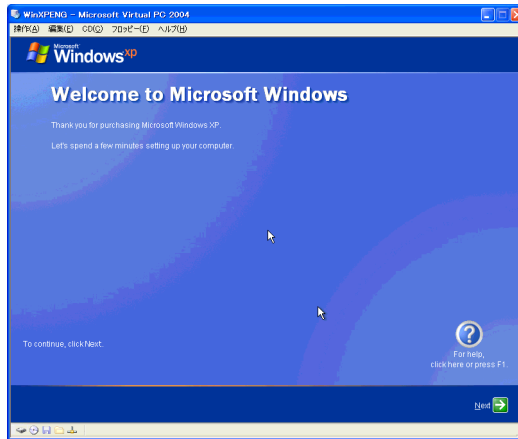 WinXPENG - Microsoft Virtual PC 2004
操作(A) 編集(E) CD(C) フロッピー(F) ヘルプ(H)
Microsoft
Windows xp
Welcome to Microsoft Windows
Thank you for purchasing Microsoft Windows XP.
Let's spend a few minutes setting up your computer.
To continue, click Next.
For help,
click here or press F1.
Next